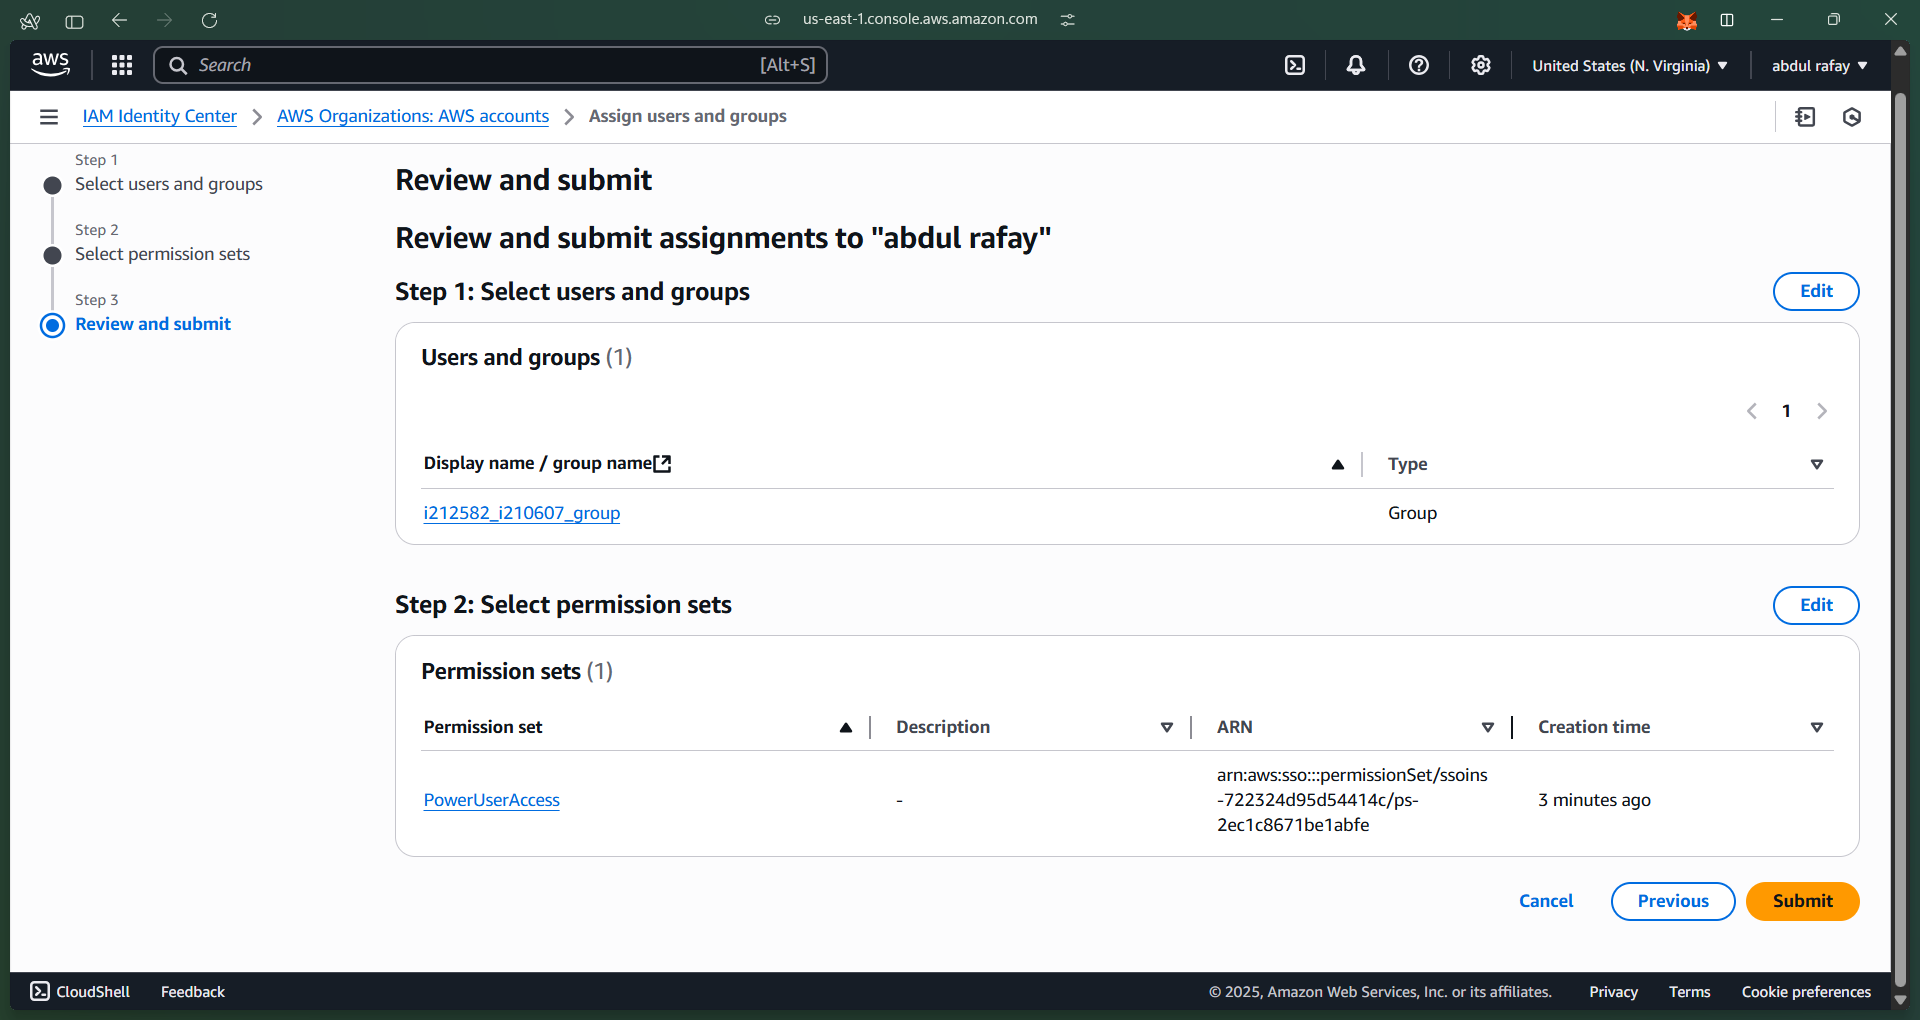 us-east-1.console.aws.amazon.com
aws
Search
[Alt+S]
United States (N. Virginia)
abdul rafay
IAM Identity Center
AWS Organizations: AWS accounts
Assign users and groups
Step 1
Select users and groups
Step 2
Select permission sets
Step 3
Review and submit
Review and submit
Review and submit assignments to "abdul rafay"
Step 1: Select users and groups
Edit
Users and groups (1)
1
Display name / group name
Type
i212582_i210607_group
Group
Step 2: Select permission sets
Edit
Permission sets (1)
Permission set
Description
ARN
Creation time
PowerUserAccess
-
arn:aws:sso:::permissionSet/ssoins
-722324d95d54414c/ps-
2ec1c8671be1abfe
3 minutes ago
Cancel
Previous
Submit
CloudShell
Feedback
© 2025, Amazon Web Services, Inc. or its affiliates.
Privacy
Terms
Cookie preferences